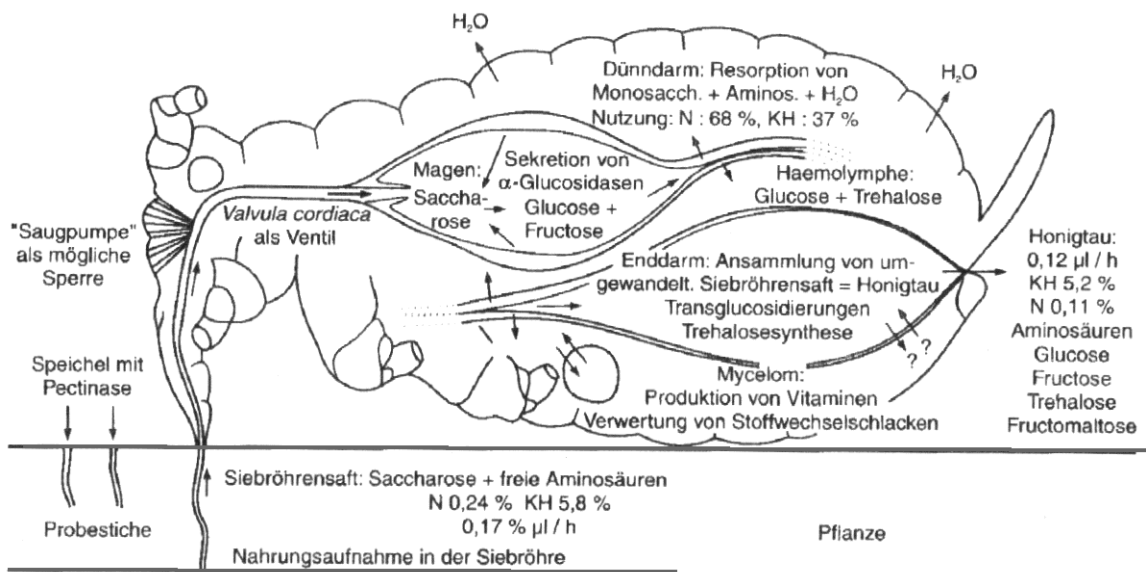 H₂O
H₂O
Dünndarm: Resorption von
Monosacch. + Aminos. + H₂O
Nutzung: N : 68 %, KH : 37 %
Magen:
Saccha-
rose
Sekretion von
α-Glucosidasen
Glucose +
Fructose
Haemolymphe:
Glucose + Trehalose
Valvula cordiaca
als Ventil
"Saugpumpe"
als mögliche
Sperre
Enddarm: Ansammlung von um-
gewandelt. Siebröhrensaft = Honigtau
Transglucosidierungen
Trehalosesynthese
Honigtau:
0,12 µl / h
KH 5,2 %
N 0,11 %
Aminosäuren
Glucose
Fructose
Trehalose
Fructomaltose
? ?
Mycelom:
Produktion von Vitaminen
Verwertung von Stoffwechselschlacken
Speichel mit
Pectinase
Probestiche
Siebröhrensaft: Saccharose + freie Aminosäuren
N 0,24 % KH 5,8 %
0,17 % µl / h
Pflanze
Nahrungsaufnahme in der Siebröhre